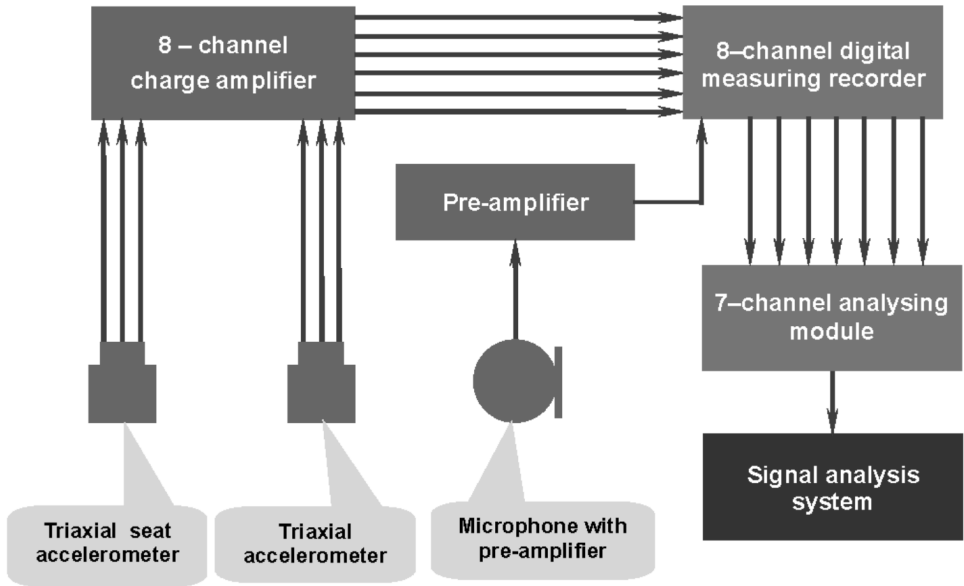 8 – channel
charge amplifier
8–channel digital
measuring recorder
Pre-amplifier
7–channel analysing
module
Signal analysis
system
Triaxial seat
accelerometer
Triaxial
accelerometer
Microphone with
pre-amplifier